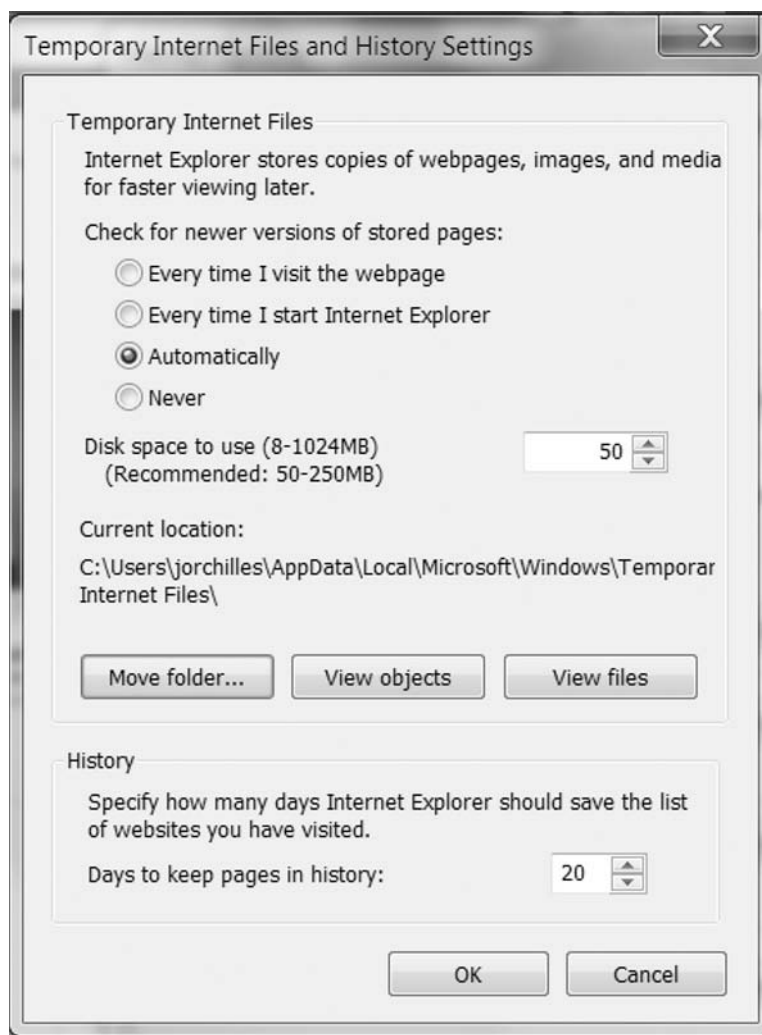 Temporary Internet Files and History Settings
Temporary Internet Files
Internet Explorer stores copies of webpages, images, and media
for faster viewing later.
Check for newer versions of stored pages:
Every time I visit the webpage
Every time I start Internet Explorer
Automatically
Never
Disk space to use (8-1024MB)
50
(Recommended: 50-250MB)
Current location:
C:\Users\jorchilles\AppData\Local\Microsoft\Windows\Temporar
Internet Files\
Move folder... View objects View files
History
Specify how many days Internet Explorer should save the list
of websites you have visited.
Days to keep pages in history: 20
OK Cancel